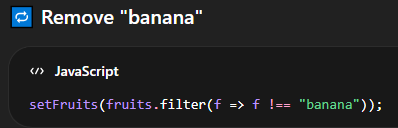 🔁 Remove "banana"
</> JavaScript
setFruits(fruits.filter(f => f !== "banana"));